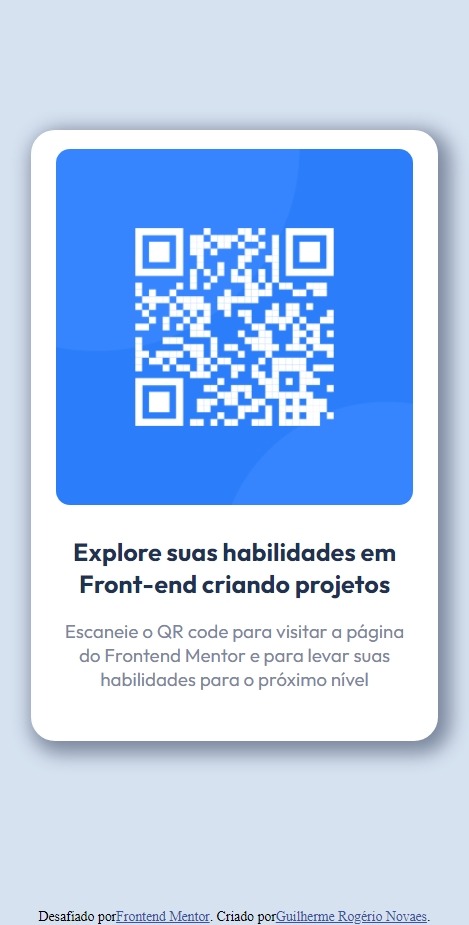 Explore suas habilidades em
Front-end criando projetos
Escaneie o QR code para visitar a página
do Frontend Mentor e para levar suas
habilidades para o próximo nível
Desafiado porFrontend Mentor. Criado porGuilherme Rogério Novaes.